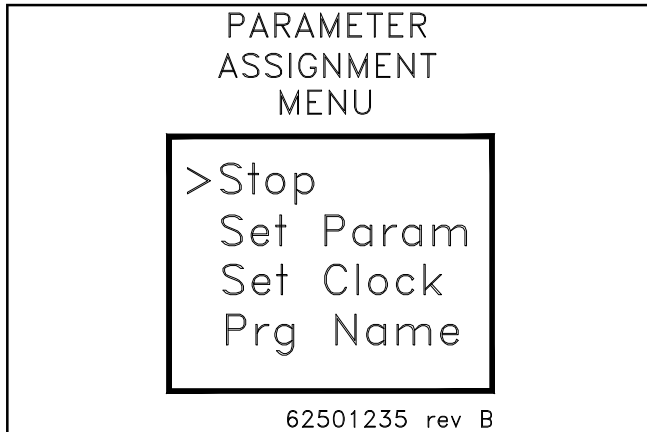 PARAMETER
ASSIGNMENT
MENU
>Stop
Set Param
Set Clock
Prg Name
62501235 rev B